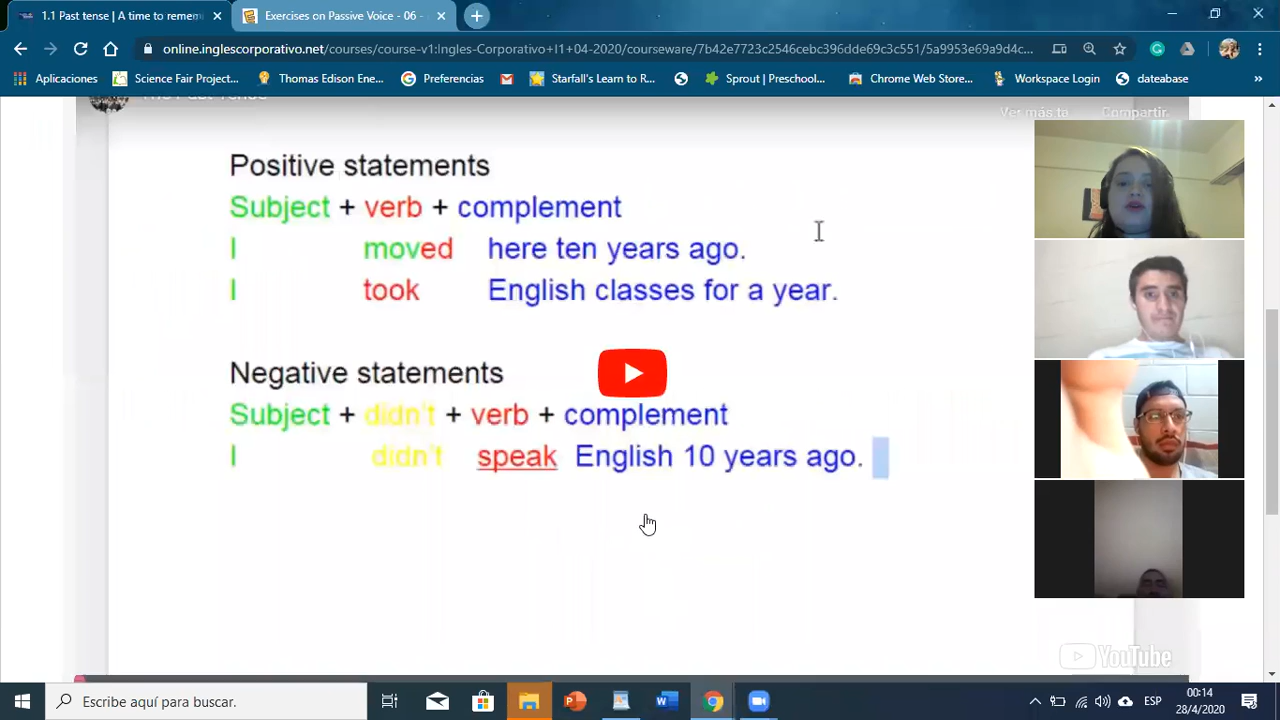 1.1 Past tense | A time to rememb
Exercises on Passive Voice - 06 -
online.inglescorporativo.net/courses/course-v1:Ingles-Corporativo+I1+04-2020/courseware/7b42e7723c2546cebc396dde69c3c551/5a9953e69a9d4c...
Aplicaciones Science Fair Project... Thomas Edison Ene... Preferencias Starfall's Learn to R... Sprout | Preschool... Chrome Web Store... Workspace Login dateabase
The Past Tense
Ver más ta Compartir
Positive statements
Subject + verb + complement
I moved here ten years ago.
I took English classes for a year.
Negative statements
Subject + didn't + verb + complement
I didn't speak English 10 years ago.
YouTube
Escribe aquí para buscar.
ESP
00:14
28/4/2020